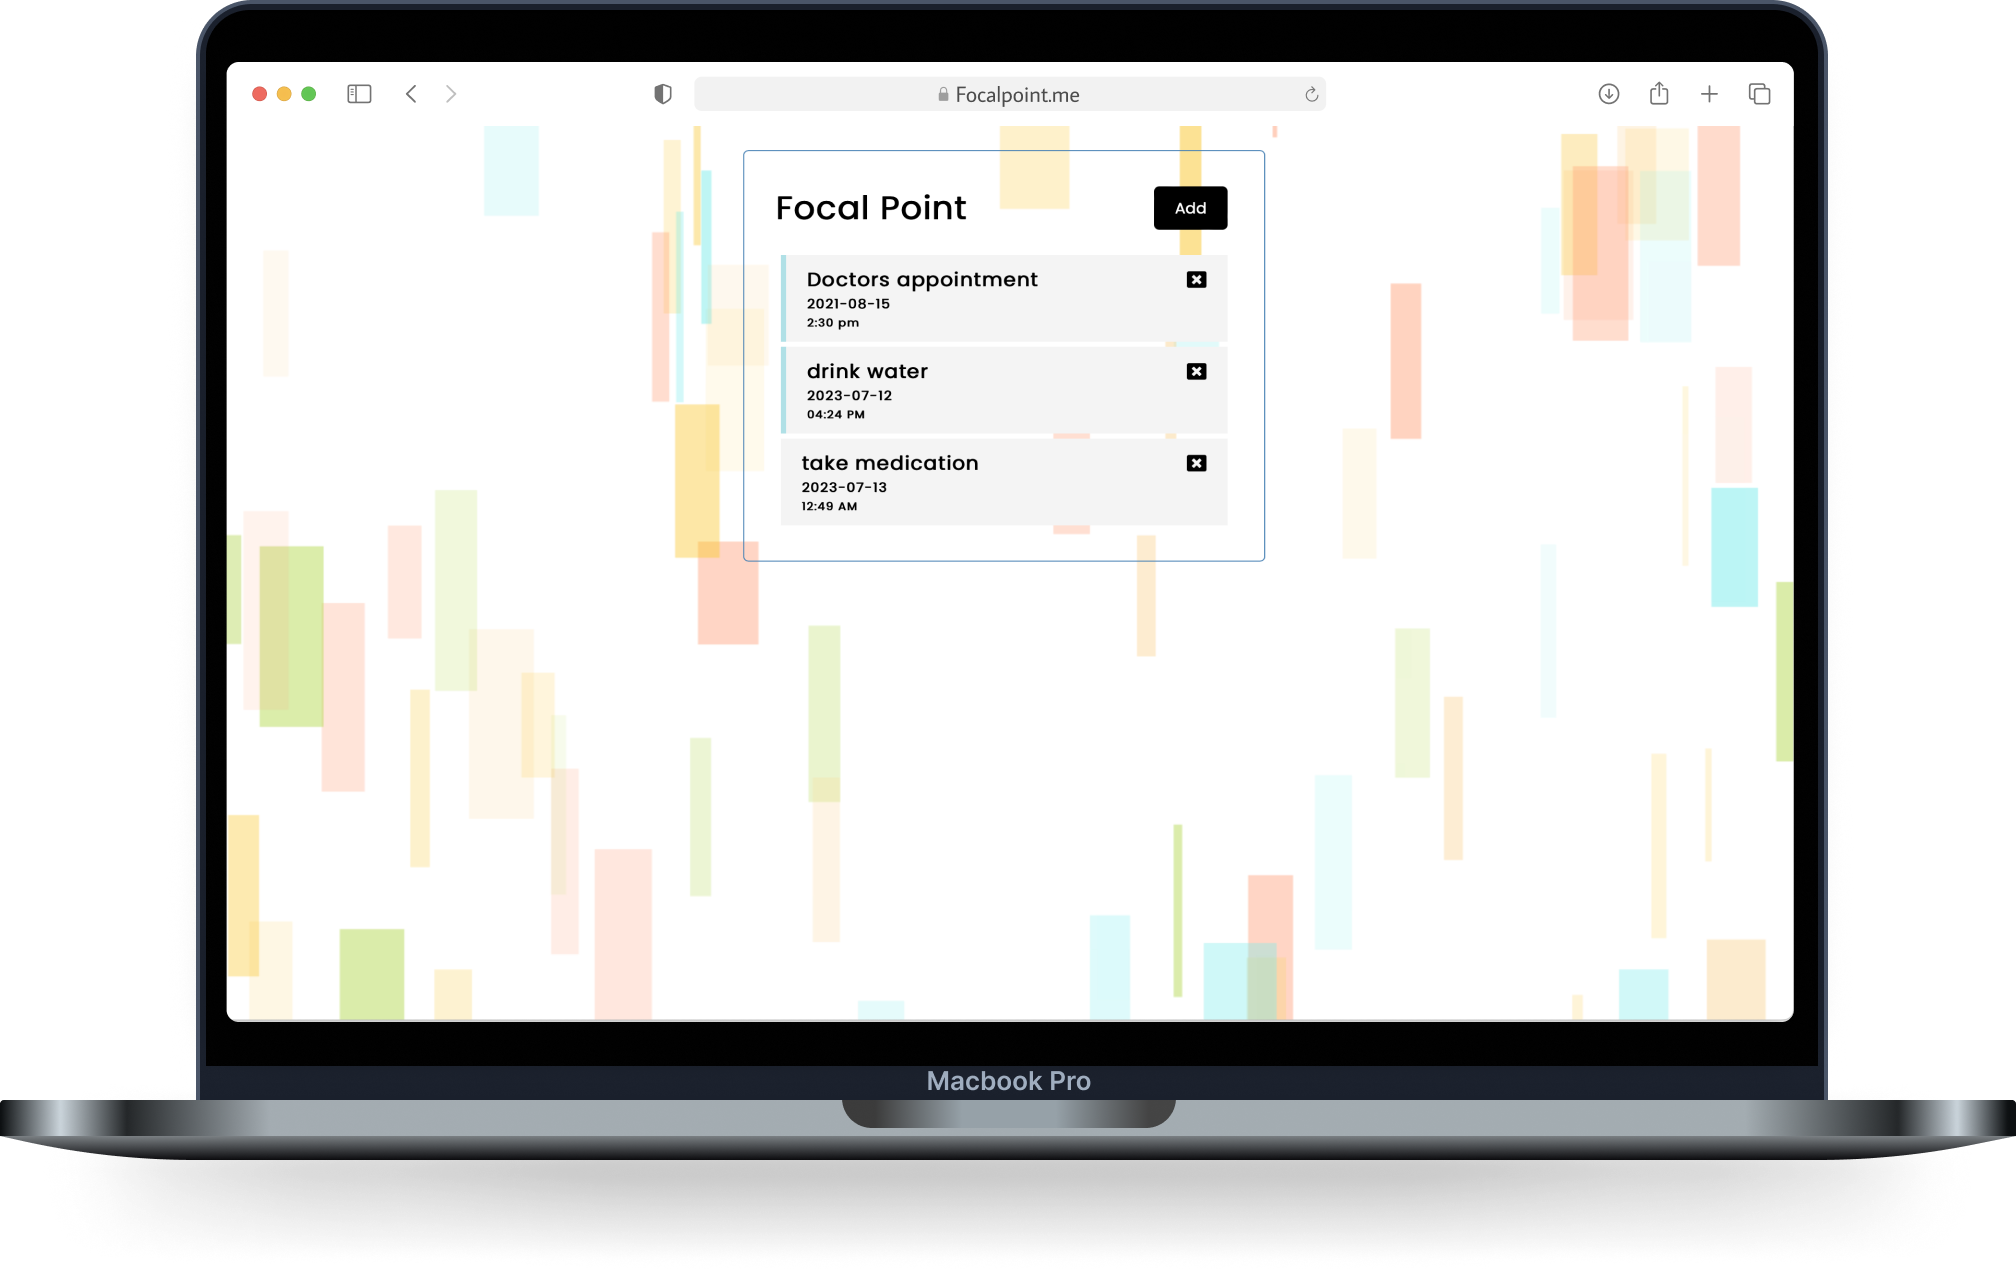 Focalpoint.me
Focal Point
Add
Doctors appointment
2021-08-15
2:30 pm
drink water
2023-07-12
04:24 PM
take medication
2023-07-13
12:49 AM
Macbook Pro